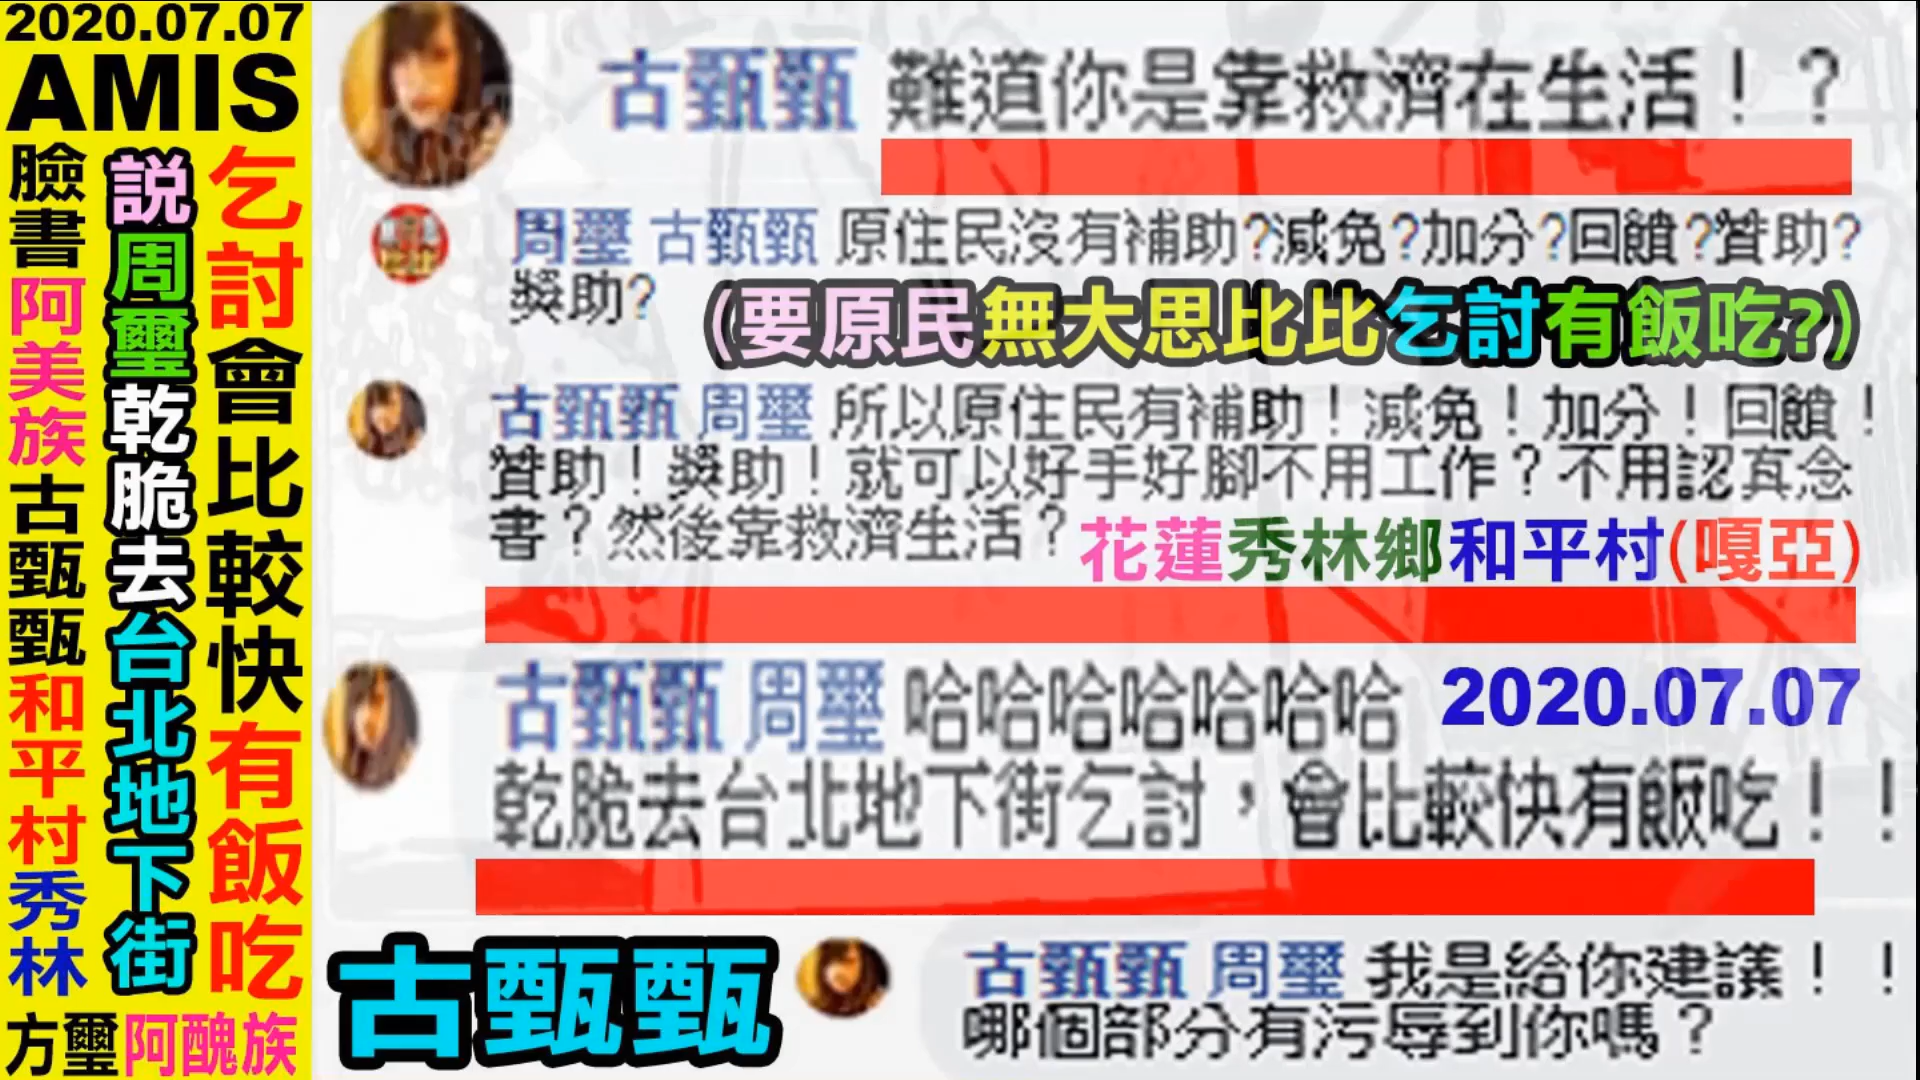 2020.07.07
AMIS
臉書阿美族古甄甄和平村秀林
説周璽乾脆去台北地下街
乞討會比較快有飯吃
方璽阿醜族
古甄甄 難道你是靠救濟在生活！？
周璽 古甄甄 原住民沒有補助?減免?加分?回饋?贊助?
獎助?
(要原民無大思比比乞討有飯吃?)
古甄甄 周璽 所以原住民有補助！減免！加分！回饋！
贊助！獎助！就可以好手好腳不用工作？不用認真念
書？然後靠救濟生活？
花蓮秀林鄉和平村(嘎亞)
古甄甄 周璽 哈哈哈哈哈哈哈
2020.07.07
乾脆去台北地下街乞討，會比較快有飯吃！！
古甄甄
古甄甄 周璽 我是給你建議！！
哪個部分有污辱到你嗎？